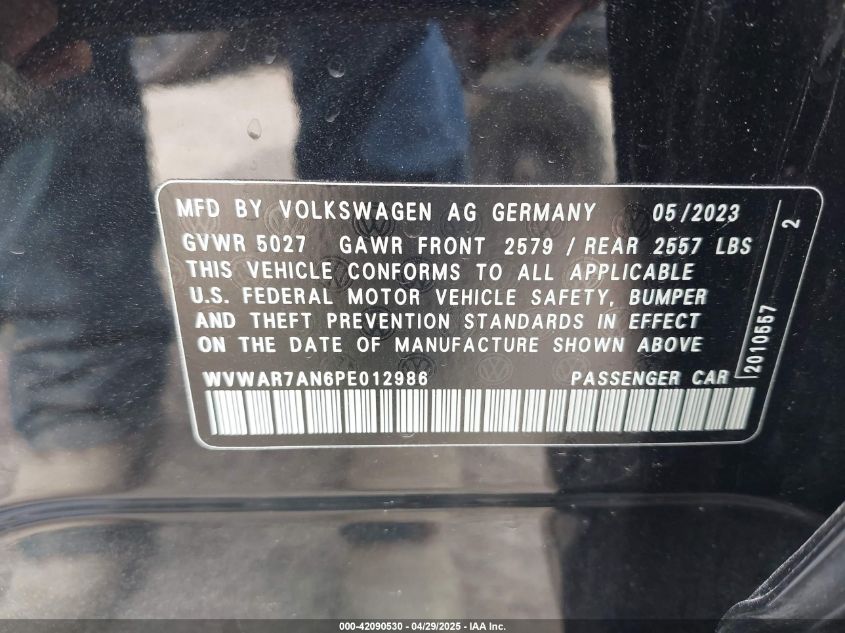 MFD BY VOLKSWAGEN AG GERMANY 05/2023
GVWR 5027 GAWR FRONT 2579 / REAR 2557 LBS
THIS VEHICLE CONFORMS TO ALL APPLICABLE
U.S. FEDERAL MOTOR VEHICLE SAFETY, BUMPER
AND THEFT PREVENTION STANDARDS IN EFFECT
ON THE DATE OF MANUFACTURE SHOWN ABOVE
WVWAR7AN6PE012986 PASSENGER CAR
2010557 2
000-42090530 - 04/29/2025 - IAA Inc.